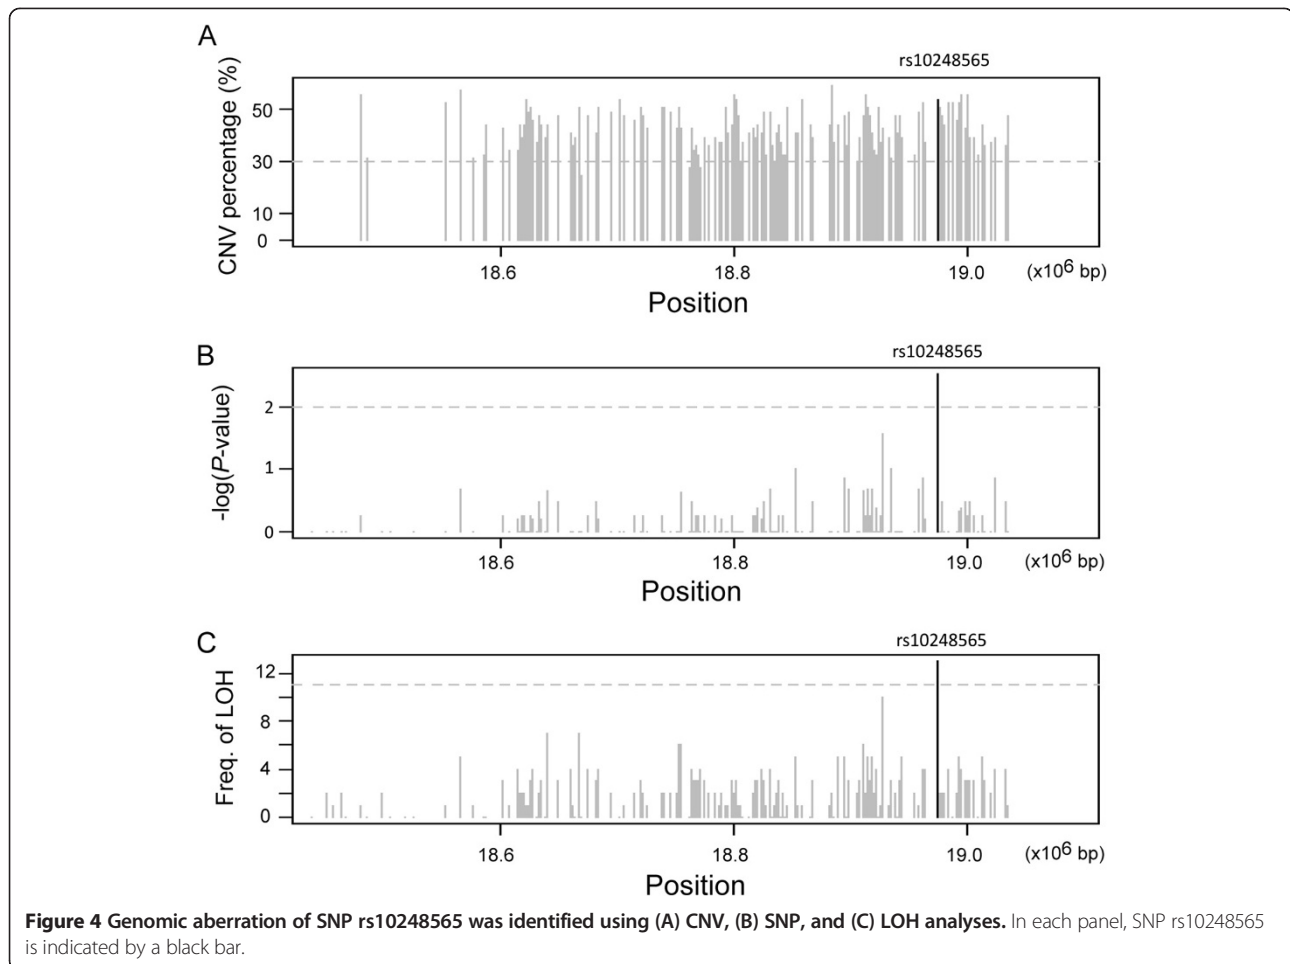 A
rs10248565
CNV percentage (%)
50
30
10
0
18.6
18.8
19.0
(x10⁶ bp)
Position
B
rs10248565
-log(P-value)
2
1
0
18.6
18.8
19.0
(x10⁶ bp)
Position
C
rs10248565
Freq. of LOH
12
8
4
0
18.6
18.8
19.0
(x10⁶ bp)
Position
Figure 4 Genomic aberration of SNP rs10248565 was identified using (A) CNV, (B) SNP, and (C) LOH analyses. In each panel, SNP rs10248565
is indicated by a black bar.